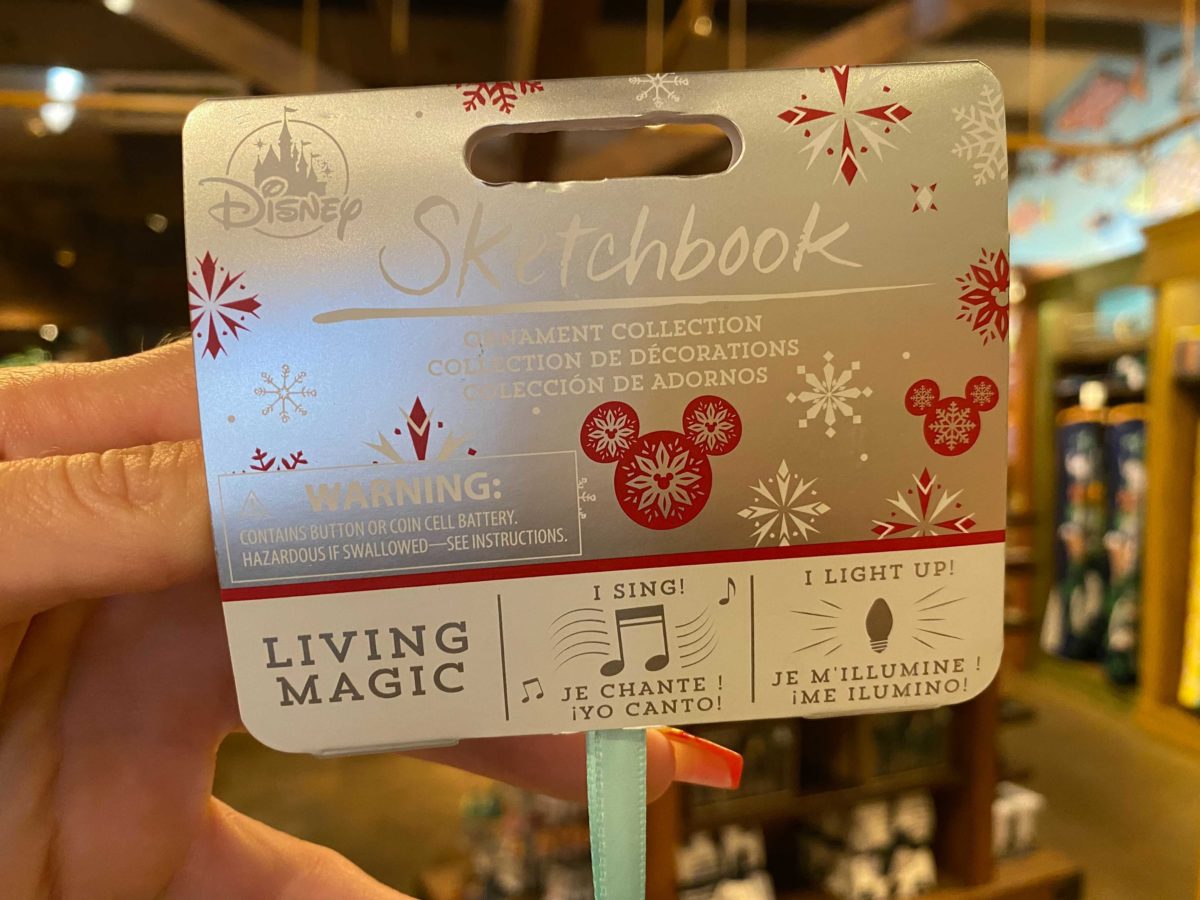 Disney
Sketchbook
ORNAMENT COLLECTION
COLLECTION DE DÉCORATIONS
COLECCIÓN DE ADORNOS
WARNING:
CONTAINS BUTTON OR COIN CELL BATTERY.
HAZARDOUS IF SWALLOWED—SEE INSTRUCTIONS.
LIVING
MAGIC
I SING!
JE CHANTE !
¡YO CANTO!
I LIGHT UP!
JE M'ILLUMINE !
¡ME ILUMINO!